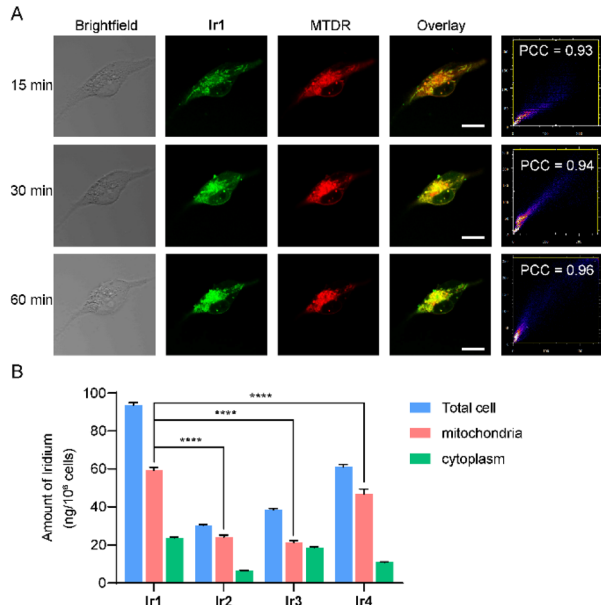 A
Brightfield Ir1 MTDR Overlay
15 min PCC = 0.93
30 min PCC = 0.94
60 min PCC = 0.96
B
Amount of Iridium
(ng/10⁶ cells)
100
80
60
40
20
0
****
****
****
Total cell
mitochondria
cytoplasm
Ir1 Ir2 Ir3 Ir4